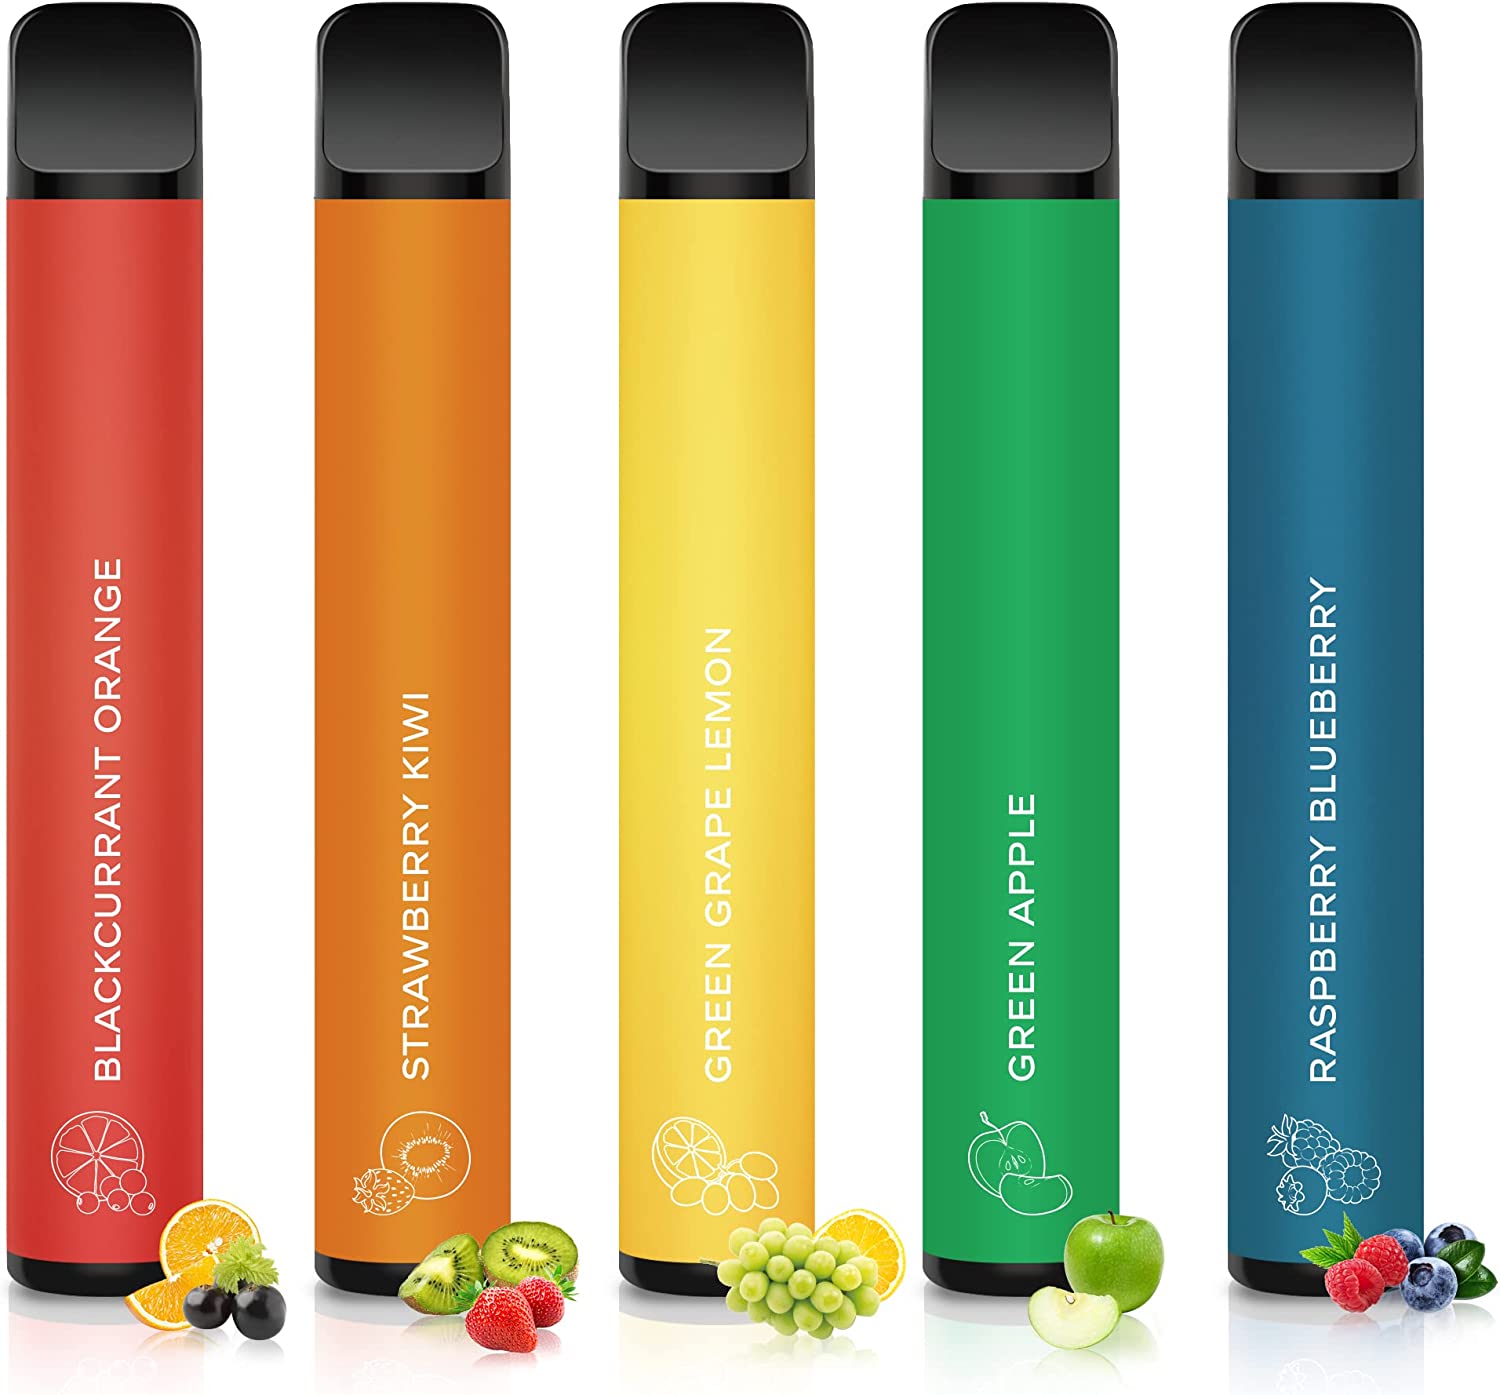 BLACKCURRANT ORANGE
STRAWBERRY KIWI
GREEN GRAPE LEMON
GREEN APPLE
RASPBERRY BLUEBERRY